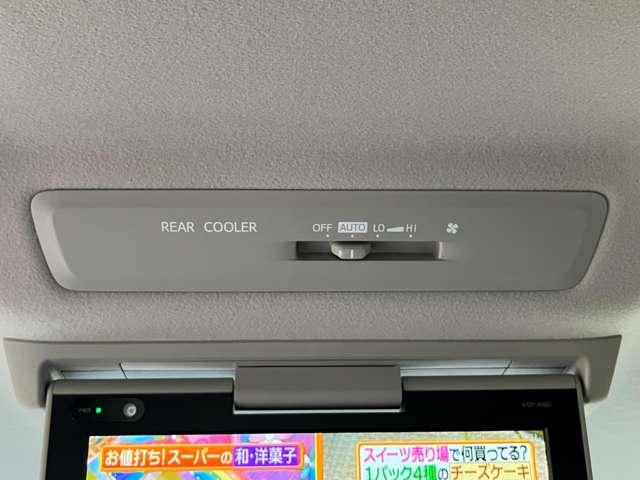 REAR COOLER OFF AUTO LO HI
PWR
お値打ち!スーパーの和・洋菓子
スイーツ売り場で何買ってる?
1パック4種のチーズケーキ